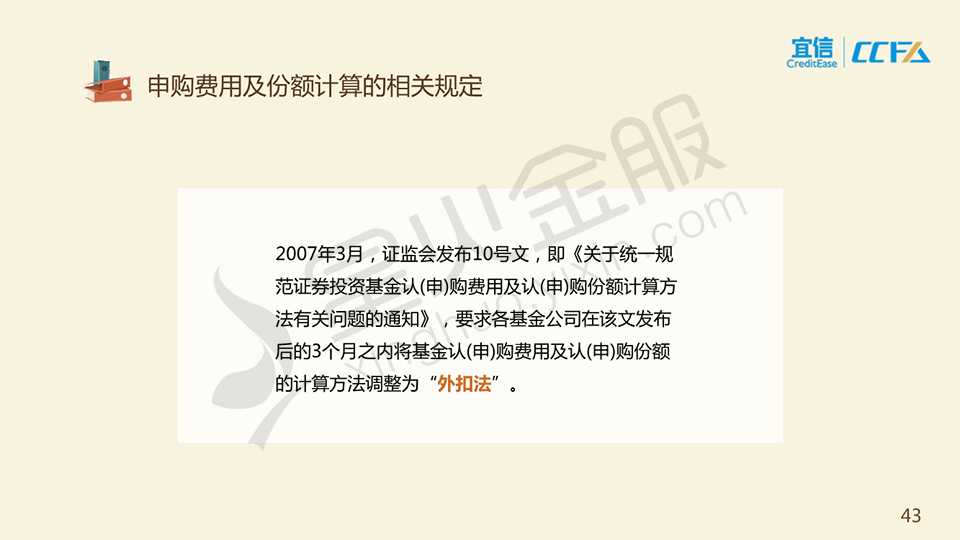 宜信
CreditEase
CCFA
申购费用及份额计算的相关规定
星火金服
xinghuo.yixin.com
2007年3月，证监会发布10号文，即《关于统一规
范证券投资基金认(申)购费用及认(申)购份额计算方
法有关问题的通知》，要求各基金公司在该文发布
后的3个月之内将基金认(申)购费用及认(申)购份额
的计算方法调整为“外扣法”。
43